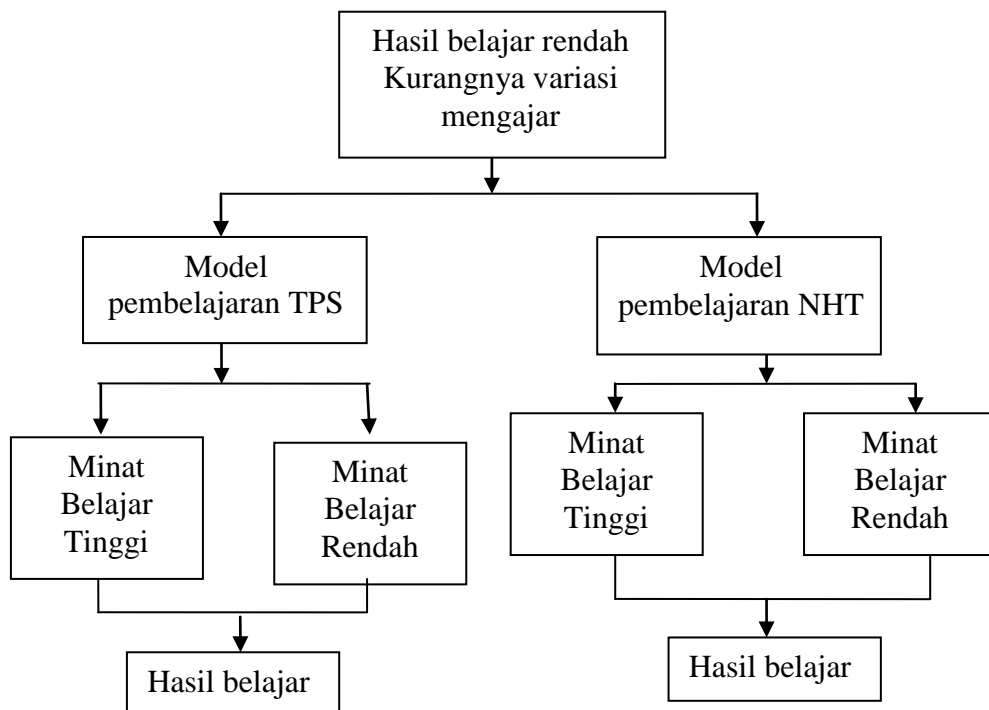 Hasil belajar rendah
Kurangnya variasi
mengajar
Model
pembelajaran TPS
Model
pembelajaran NHT
Minat
Belajar
Tinggi
Minat
Belajar
Rendah
Minat
Belajar
Tinggi
Minat
Belajar
Rendah
Hasil belajar
Hasil belajar